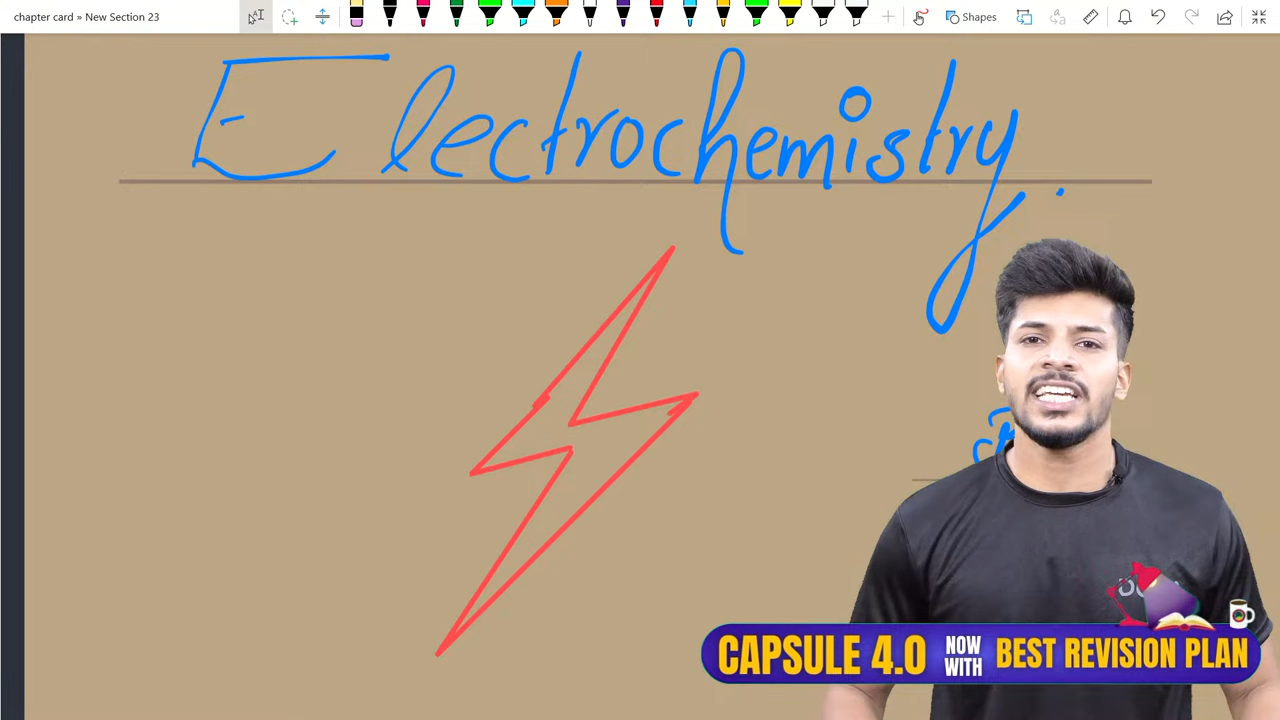 chapter card » New Section 23
Shapes
Electrochemistry.
CAPSULE 4.0 NOW WITH BEST REVISION PLAN